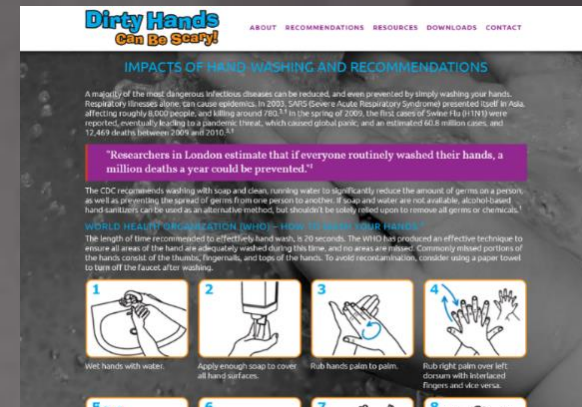 Dirty Hands
Can Be Scary!
ABOUT RECOMMENDATIONS RESOURCES DOWNLOADS CONTACT
IMPACTS OF HAND WASHING AND RECOMMENDATIONS
A majority of the most dangerous infectious diseases can be reduced, and even prevented by simply washing your hands.
Respiratory illnesses alone, can cause epidemics. In 2003, SARS (Severe Acute Respiratory Syndrome) presented itself in Asia,
affecting roughly 8,000 people, and killing around 780. In the spring of 2009, the first cases of Swine Flu (H1N1) were
reported, eventually leading to a pandemic threat, which caused global panic, and an estimated 60.8 million cases, and
12,469 deaths between 2009 and 2010.
"Researchers in London estimate that if everyone routinely washed their hands, a
million deaths a year could be prevented."
The CDC recommends washing with soap and clean, running water to significantly reduce the amount of germs on a person,
as well as preventing the spread of germs from one person to another. If soap and water are not available, alcohol-based
hand-sanitizers can be used as an alternative method, but shouldn't be solely relied upon to remove all germs or chemicals.
WORLD HEALTH ORGANIZATION (WHO) – HOW TO WASH YOUR HANDS
The length of time recommended to effectively hand wash, is 20 seconds. The WHO has produced an effective technique to
ensure all areas of the hand are adequately washed during this time, and no areas are missed. Commonly missed portions of
the hands consist of the thumbs, fingernails, and tops of the hands. To avoid recontamination, consider using a paper towel
to turn off the faucet after washing.
1 2 3 4
Wet hands with water.
Apply enough soap to cover
all hand surfaces.
Rub hands palm to palm.
Rub right palm over left
dorsum with interlaced
fingers and vice versa.